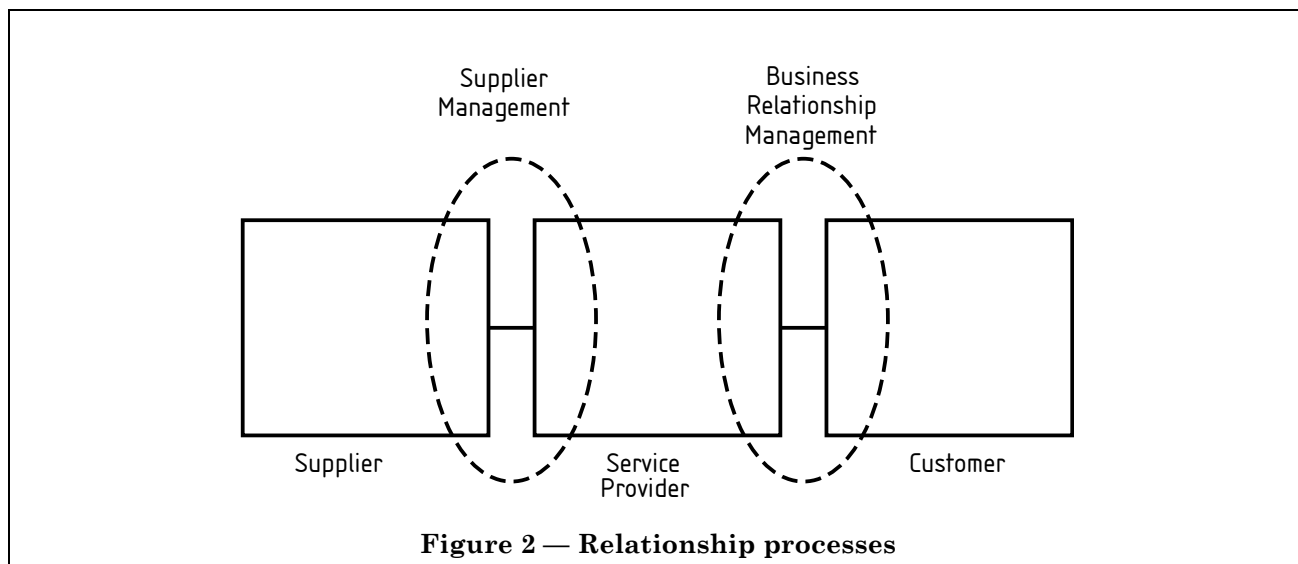 Supplier
Management
Business
Relationship
Management
Supplier
Service
Provider
Customer
Figure 2 — Relationship processes